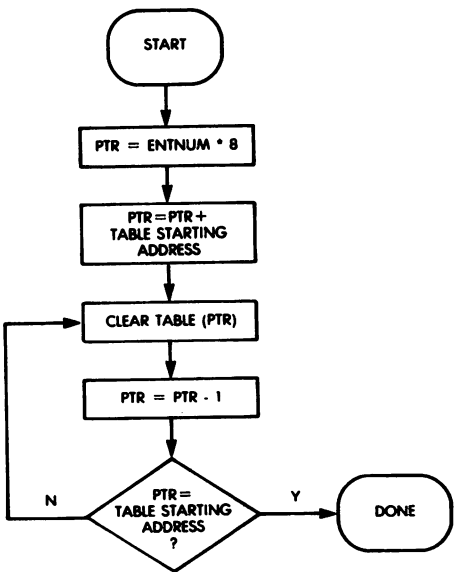 START
PTR = ENTNUM * 8
PTR=PTR+
TABLE STARTING
ADDRESS
CLEAR TABLE (PTR)
PTR = PTR - 1
PTR=
TABLE STARTING
ADDRESS
?
N
Y
DONE